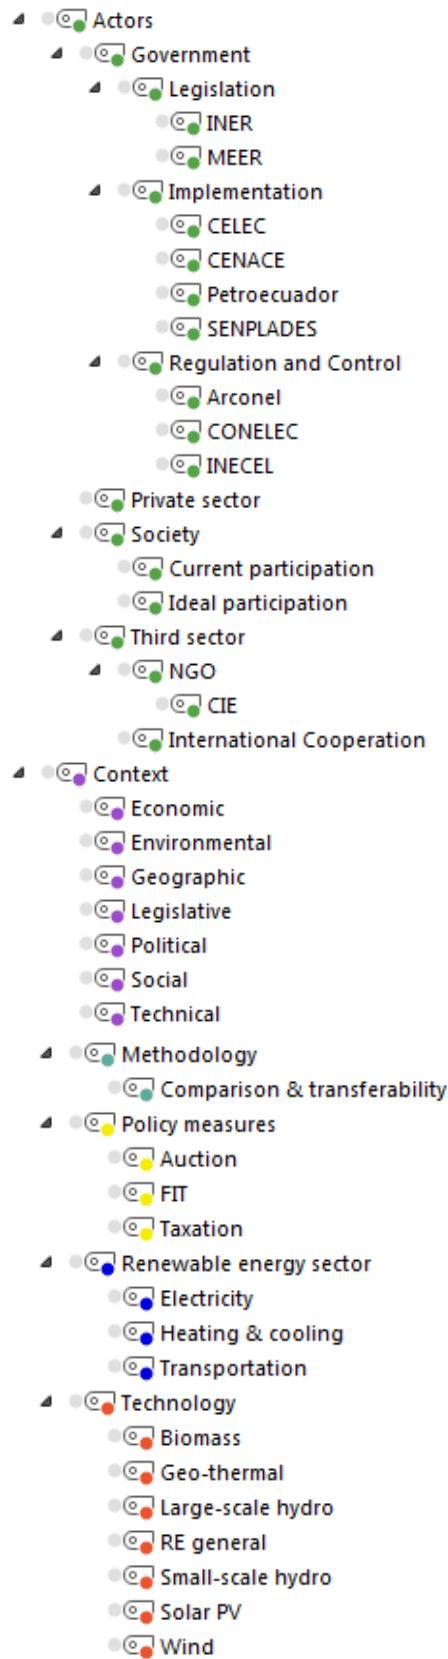 Actors
Government
Legislation
INER
MEER
Implementation
CELEC
CENACE
Petroecuador
SENPLADES
Regulation and Control
Arconel
CONELEC
INECEL
Private sector
Society
Current participation
Ideal participation
Third sector
NGO
CIE
International Cooperation
Context
Economic
Environmental
Geographic
Legislative
Political
Social
Technical
Methodology
Comparison & transferability
Policy measures
Auction
FIT
Taxation
Renewable energy sector
Electricity
Heating & cooling
Transportation
Technology
Biomass
Geo-thermal
Large-scale hydro
RE general
Small-scale hydro
Solar PV
Wind